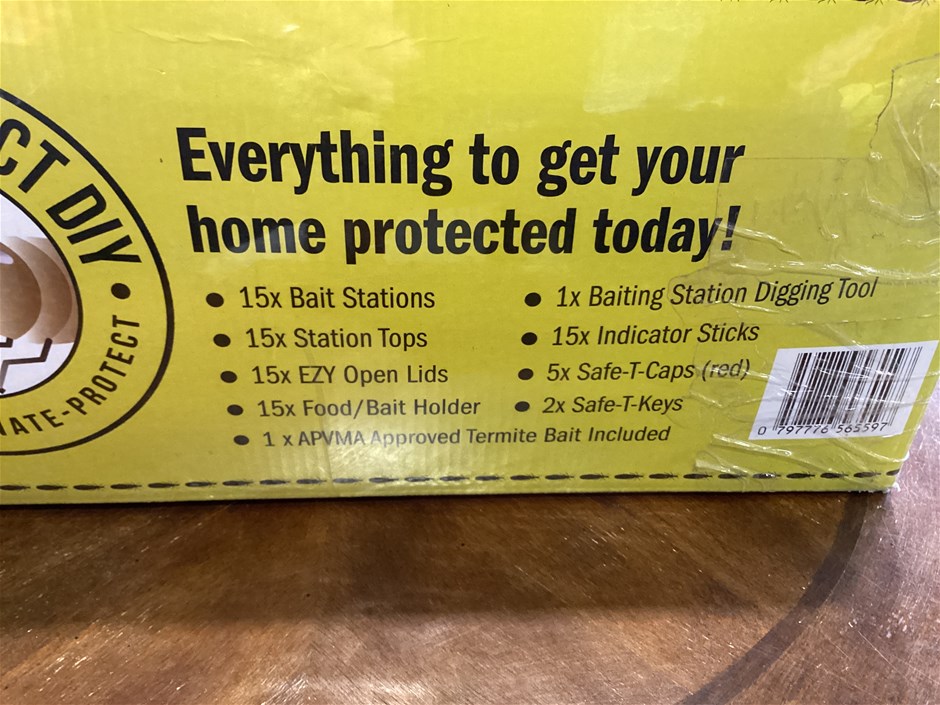 CT DIY
ATE-PROTECT
Everything to get your
home protected today!
• 15x Bait Stations
• 15x Station Tops
• 15x EZY Open Lids
• 15x Food/Bait Holder
• 1 x APVMA Approved Termite Bait Included
• 1x Baiting Station Digging Tool
• 15x Indicator Sticks
• 5x Safe-T-Caps (red)
• 2x Safe-T-Keys
0 797776 565597